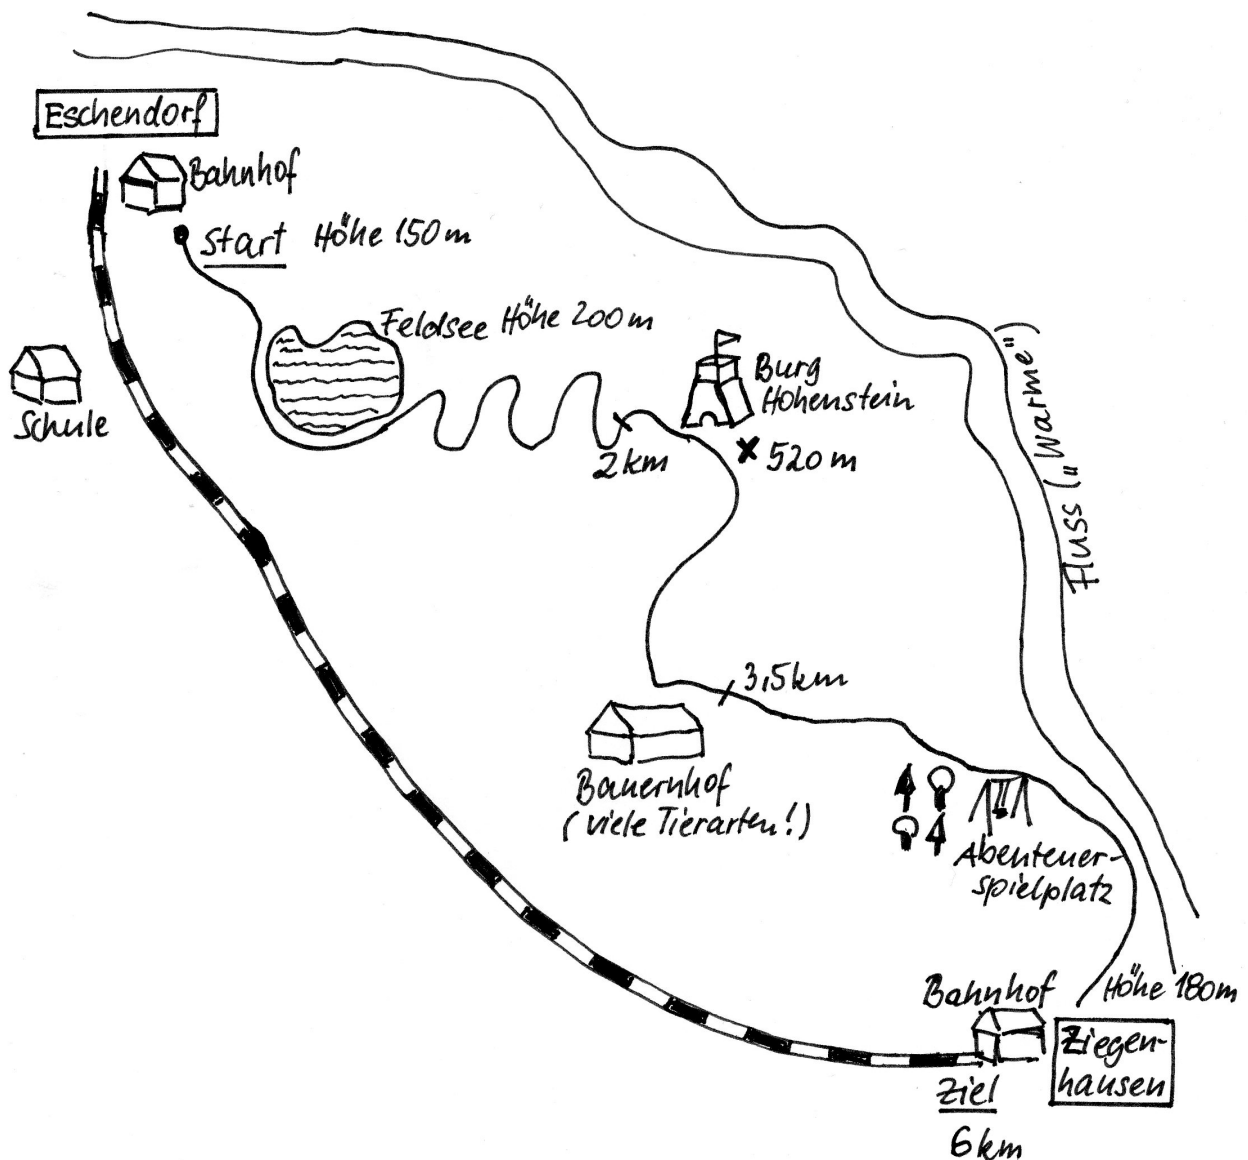 Eschendorf
Bahnhof
Start Höhe 150m
Feldsee Höhe 200m
Burg
Hohenstein
Schule
2km
520m
Fluss („Warme“)
3,5km
Bauernhof
(viele Tierarten!)
Abenteuer-
spielplatz
Bahnhof
Höhe 180m
Ziegen-
hausen
Ziel
6km